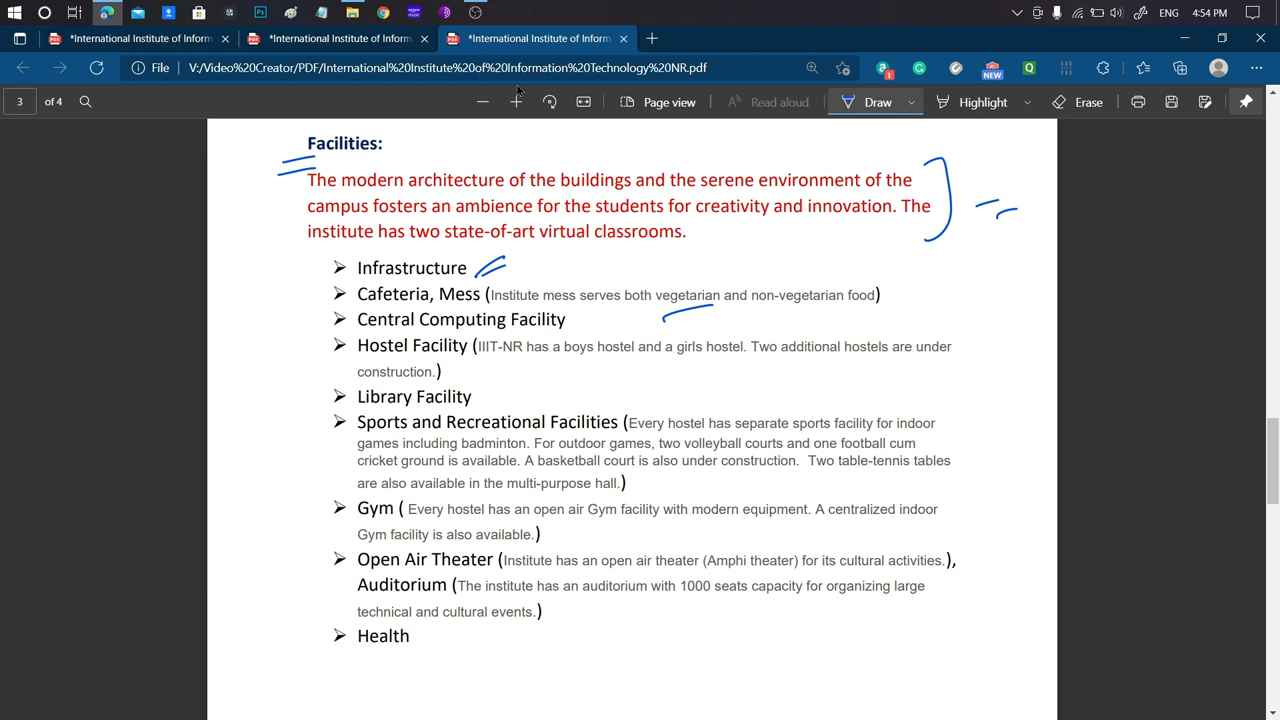 ENG 4:54 PM
*International Institute of Inform
*International Institute of Inform
*International Institute of Inform
File V:/Video%20Creator/PDF/International%20Institute%20of%20Information%20Technology%20NR.pdf
1
NEW
3 of 4
Page view
Read aloud
Draw
Highlight
Erase
Facilities:
The modern architecture of the buildings and the serene environment of the
campus fosters an ambience for the students for creativity and innovation. The
institute has two state-of-art virtual classrooms.
Infrastructure
Cafeteria, Mess (Institute mess serves both vegetarian and non-vegetarian food)
Central Computing Facility
Hostel Facility (IIIT-NR has a boys hostel and a girls hostel. Two additional hostels are under
construction.)
Library Facility
Sports and Recreational Facilities (Every hostel has separate sports facility for indoor
games including badminton. For outdoor games, two volleyball courts and one football cum
cricket ground is available. A basketball court is also under construction. Two table-tennis tables
are also available in the multi-purpose hall.)
Gym ( Every hostel has an open air Gym facility with modern equipment. A centralized indoor
Gym facility is also available.)
Open Air Theater (Institute has an open air theater (Amphi theater) for its cultural activities.),
Auditorium (The institute has an auditorium with 1000 seats capacity for organizing large
technical and cultural events.)
Health